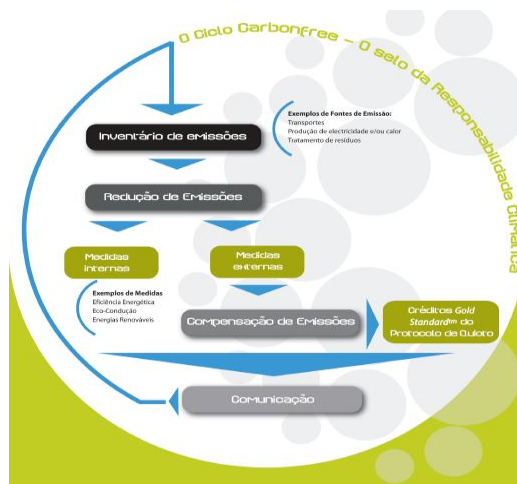 O Ciclo CarbonFree – O selo da Responsabilidade Climática
Inventário de emissões
Exemplos de Fontes de Emissão:
Transportes
Produção de electricidade e/ou calor
Tratamento de resíduos
Redução de Emissões
Medidas
internas
Medidas
externas
Exemplos de Medidas
Eficiência Energética
Eco-Condução
Energias Renováveis
Compensação de Emissões
Créditos Gold
Standard™ do
Protocolo de Quioto
Comunicação